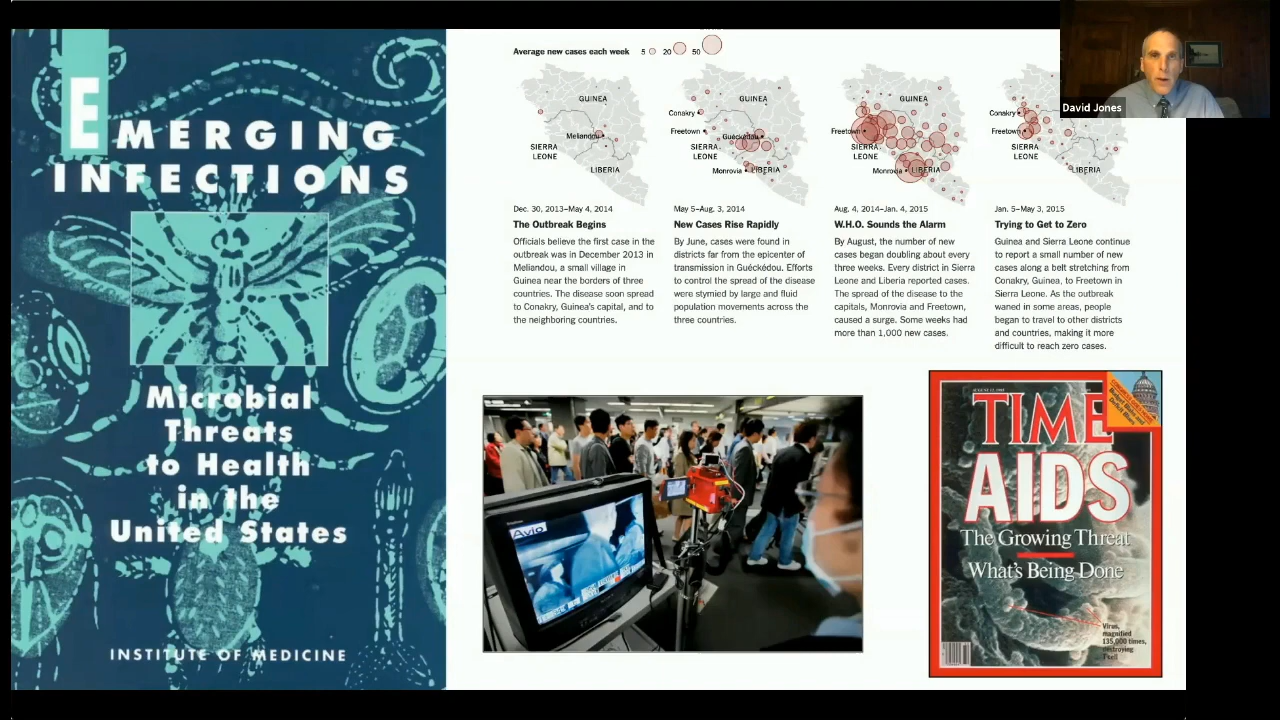 EMERGING
INFECTIONS
Microbial
Threats
to Health
in the
United States
INSTITUTE OF MEDICINE
Average new cases each week 5 20 50
GUINEA
Meliandou
SIERRA
LEONE
LIBERIA
Dec. 30, 2013–May 4, 2014
The Outbreak Begins
Officials believe the first case in the
outbreak was in December 2013 in
Meliandou, a small village in
Guinea near the borders of three
countries. The disease soon spread
to Conakry, Guinea's capital, and to
the neighboring countries.
GUINEA
Conakry
Freetown
Guéckédou
SIERRA
LEONE
Monrovia
LIBERIA
May 5–Aug. 3, 2014
New Cases Rise Rapidly
By June, cases were found in
districts far from the epicenter of
transmission in Guéckédou. Efforts
to control the spread of the disease
were stymied by large and fluid
population movements across the
three countries.
GUINEA
Freetown
SIERRA
LEONE
Monrovia
LIBERIA
Aug. 4, 2014–Jan. 4, 2015
W.H.O. Sounds the Alarm
By August, the number of new
cases began doubling about every
three weeks. Every district in Sierra
Leone and Liberia reported cases.
The spread of the disease to the
capitals, Monrovia and Freetown,
caused a surge. Some weeks had
more than 1,000 new cases.
Conakry
Freetown
SIERRA
LEONE
LIBERIA
Jan. 5–May 3, 2015
Trying to Get to Zero
Guinea and Sierra Leone continue
to report a small number of new
cases along a belt stretching from
Conakry, Guinea, to Freetown in
Sierra Leone. As the outbreak
waned in some areas, people
began to travel to other districts
and countries, making it more
difficult to reach zero cases.
David Jones
Avio
TIME
AIDS
The Growing Threat
What's Being Done
Virus,
magnified
135,000 times,
destroying
T cell